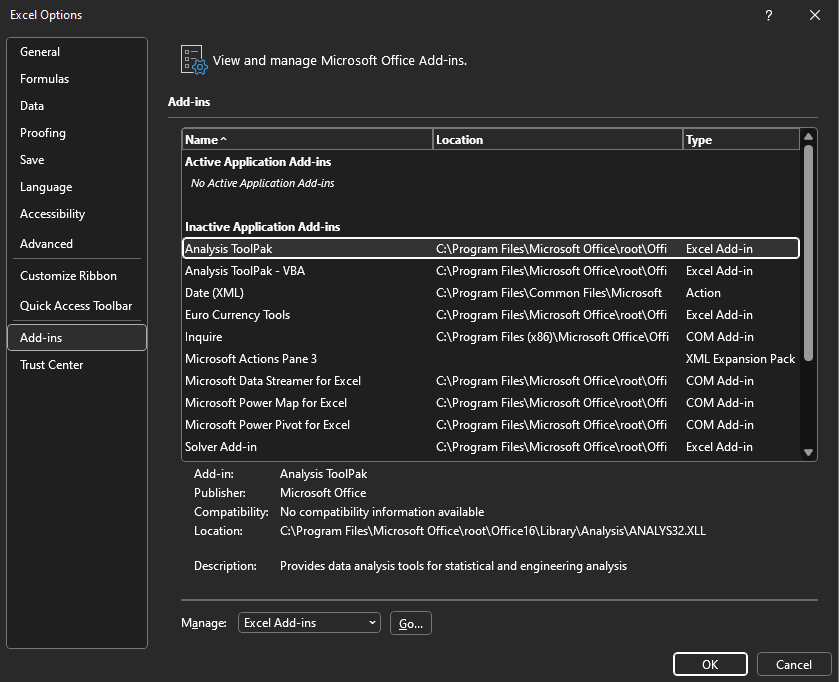 Excel Options
?
General
Formulas
Data
Proofing
Save
Language
Accessibility
Advanced
Customize Ribbon
Quick Access Toolbar
Add-ins
Trust Center
View and manage Microsoft Office Add-ins.
Add-ins
Name Location Type
Active Application Add-ins
No Active Application Add-ins
Inactive Application Add-ins
Analysis ToolPak C:\Program Files\Microsoft Office\root\Offi Excel Add-in
Analysis ToolPak - VBA C:\Program Files\Microsoft Office\root\Offi Excel Add-in
Date (XML) C:\Program Files\Common Files\Microsoft Action
Euro Currency Tools C:\Program Files\Microsoft Office\root\Offi Excel Add-in
Inquire C:\Program Files (x86)\Microsoft Office\Offi COM Add-in
Microsoft Actions Pane 3 XML Expansion Pack
Microsoft Data Streamer for Excel C:\Program Files\Microsoft Office\root\Offi COM Add-in
Microsoft Power Map for Excel C:\Program Files\Microsoft Office\root\Offi COM Add-in
Microsoft Power Pivot for Excel C:\Program Files\Microsoft Office\root\Offi COM Add-in
Solver Add-in C:\Program Files\Microsoft Office\root\Offi Excel Add-in
Add-in: Analysis ToolPak
Publisher: Microsoft Office
Compatibility: No compatibility information available
Location: C:\Program Files\Microsoft Office\root\Office16\Library\Analysis\ANALYS32.XLL
Description: Provides data analysis tools for statistical and engineering analysis
Manage: Excel Add-ins Go...
OK Cancel